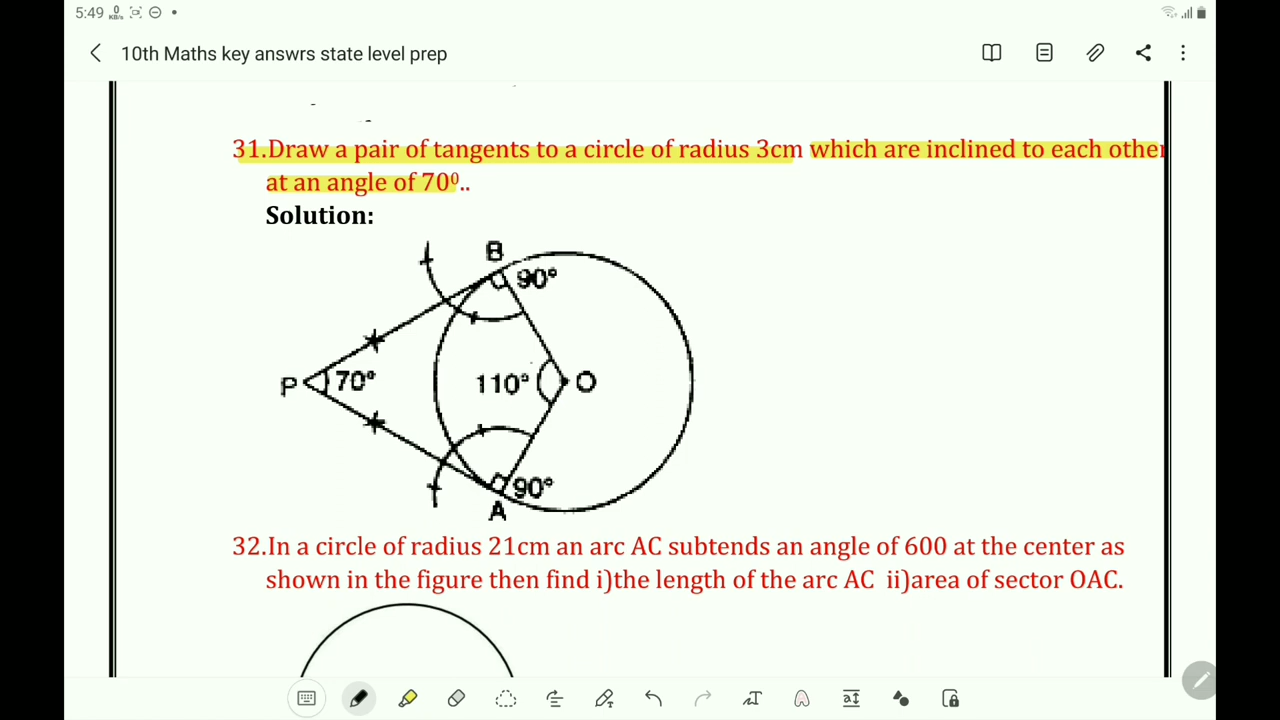 5:49 0 KB/s
10th Maths key answrs state level prep
31.Draw a pair of tangents to a circle of radius 3cm which are inclined to each other
at an angle of 70⁰..
Solution:
B
90°
P 70° 110° O
90°
A
32.In a circle of radius 21cm an arc AC subtends an angle of 600 at the center as
shown in the figure then find i)the length of the arc AC ii)area of sector OAC.